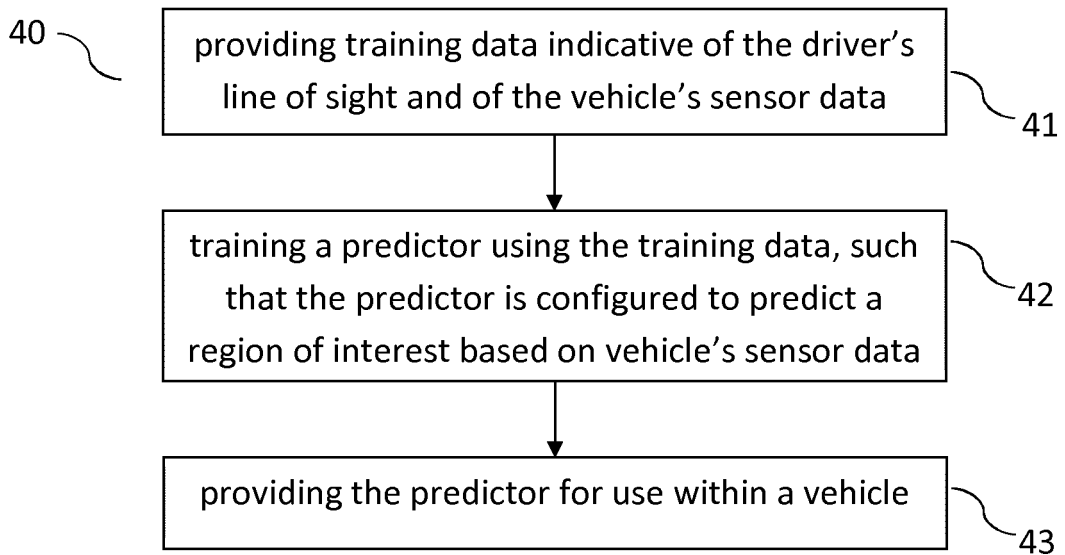 40
providing training data indicative of the driver’s
line of sight and of the vehicle’s sensor data
41
training a predictor using the training data, such
that the predictor is configured to predict a
region of interest based on vehicle’s sensor data
42
providing the predictor for use within a vehicle
43